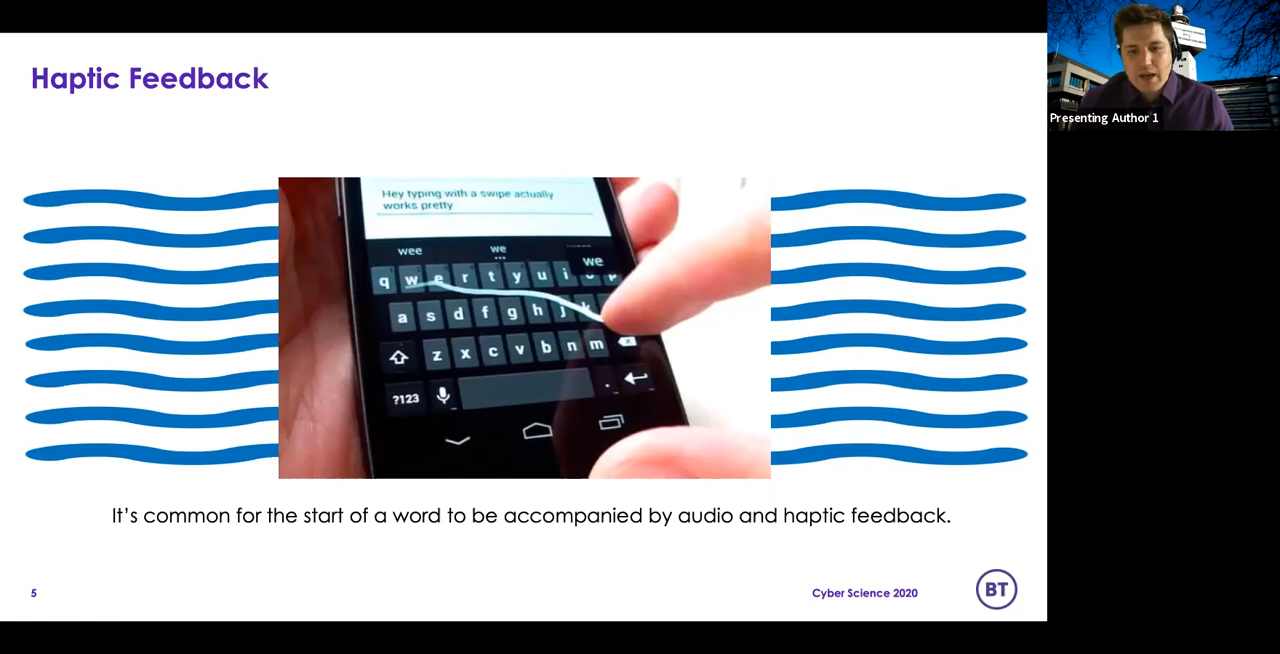 Haptic Feedback
Presenting Author 1
Hey typing with a swipe actually
works pretty
wee
we
we
q w e r t y u i
a s d f g h j k
z x c v b n m
?123
.
It's common for the start of a word to be accompanied by audio and haptic feedback.
5
Cyber Science 2020
BT